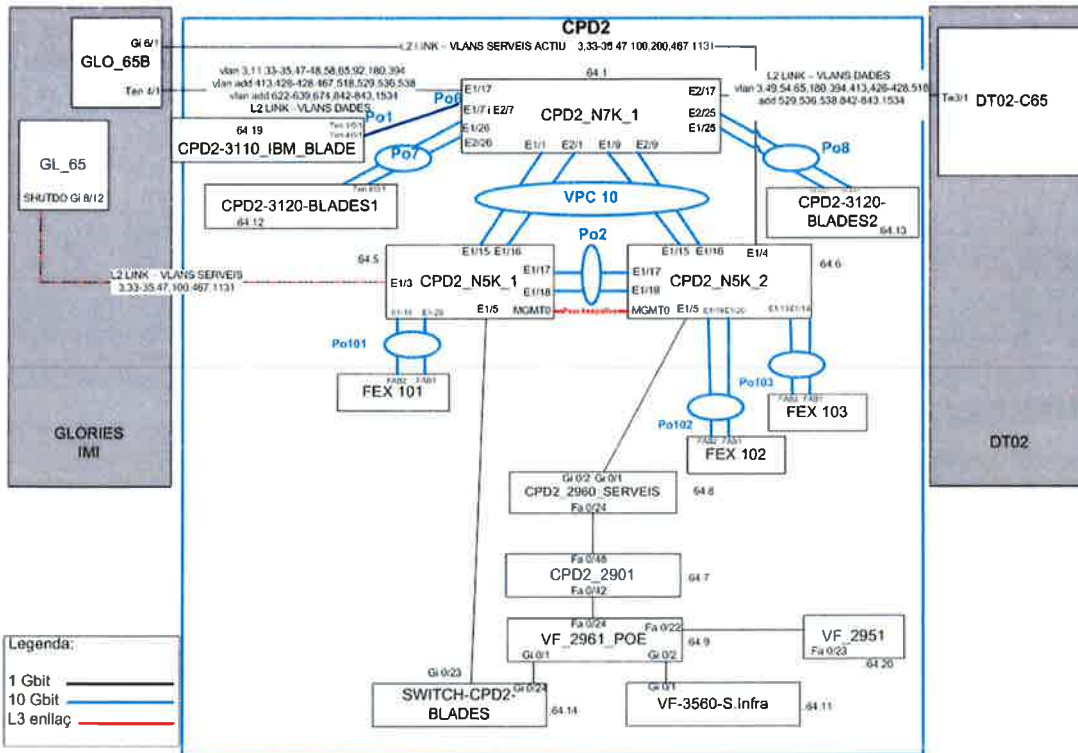 CPD2
Gi 6/1
GLO_65B
Ten 4/1
L2 LINK - VLANS SERVEIS ACTIU 3,33-35,47,100,200,467,1131
64.1
vlan 3,11,33-35,47-48,58,65,92,180,394
vlan add 413,426-428,467,518,529,536,538
vlan add 622-639,674,842-843,1534
L2 LINK - VLANS DADES
Po6
Po1
E1/17
E1/7 i E2/7
E1/26
E2/26
CPD2_N7K_1
E2/17
E2/25
E1/25
E1/1 E2/1 E1/9 E2/9
L2 LINK - VLANS DADES
vlan 3,49,54,65,180,394,413,426-428,518
add 529,536,538,842-843,1534
Te3/1
DT02-C65
64.19
CPD2-3110_IBM_BLADE
GL_65
SHUTDO Gi 8/12
Po7
Po8
CPD2-3120-BLADES1
64.12
VPC 10
CPD2-3120-
BLADES2
64.13
Po2
64.5
E1/15 E1/16
E1/3
CPD2_N5K_1
E1/17
E1/18
E1/5
MGMT0
Peer keepalive
E1/15 E1/16
E1/4
E1/17
E1/18
CPD2_N5K_2
MGMT0
E1/5
E1/19 E1/20
64.6
L2 LINK - VLANS SERVEIS
3,33-35,47,100,467,1131
Po101
FAB2 FAB1
FEX 101
Po103
FAB2 FAB1
FEX 103
Po102
FAB2 FAB1
FEX 102
GLORIES
IMI
DT02
Gi 0/2 Gi 0/1
CPD2_2960_SERVEIS
Fa 0/24
64.8
Fa 0/48
CPD2_2901
Fa 0/42
64.7
Fa 0/24
Fa 0/22
VF_2961_POE
Gi 0/1
Gi 0/2
64.9
VF_2951
Fa 0/23
64.20
Gi 0/23
Gi 0/24
SWITCH-CPD2-
BLADES
64.14
Gi 0/1
VF-3560-S.Infra
64.11
Legenda:
1 Gbit
10 Gbit
L3 enllaç